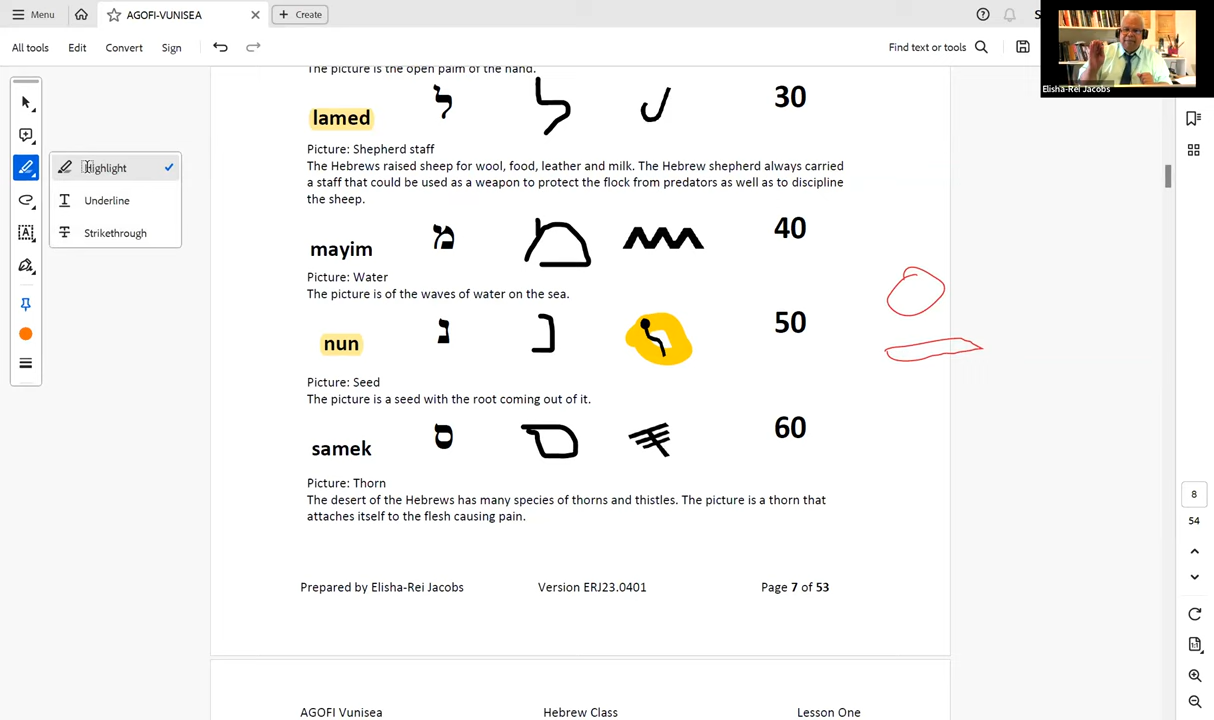 Menu
AGOFI-VUNISEA
Create
All tools
Edit
Convert
Sign
Find text or tools
Elisha-Rei Jacobs
Highlight
Underline
Strikethrough
The picture is the open palm of the hand.
lamed ל 30
Picture: Shepherd staff
The Hebrews raised sheep for wool, food, leather and milk. The Hebrew shepherd always carried
a staff that could be used as a weapon to protect the flock from predators as well as to discipline
the sheep.
mayim מ 40
Picture: Water
The picture is of the waves of water on the sea.
nun נ 50
Picture: Seed
The picture is a seed with the root coming out of it.
samek ס 60
Picture: Thorn
The desert of the Hebrews has many species of thorns and thistles. The picture is a thorn that
attaches itself to the flesh causing pain.
Prepared by Elisha-Rei Jacobs Version ERJ23.0401 Page 7 of 53
AGOFI Vunisea Hebrew Class Lesson One
8
54